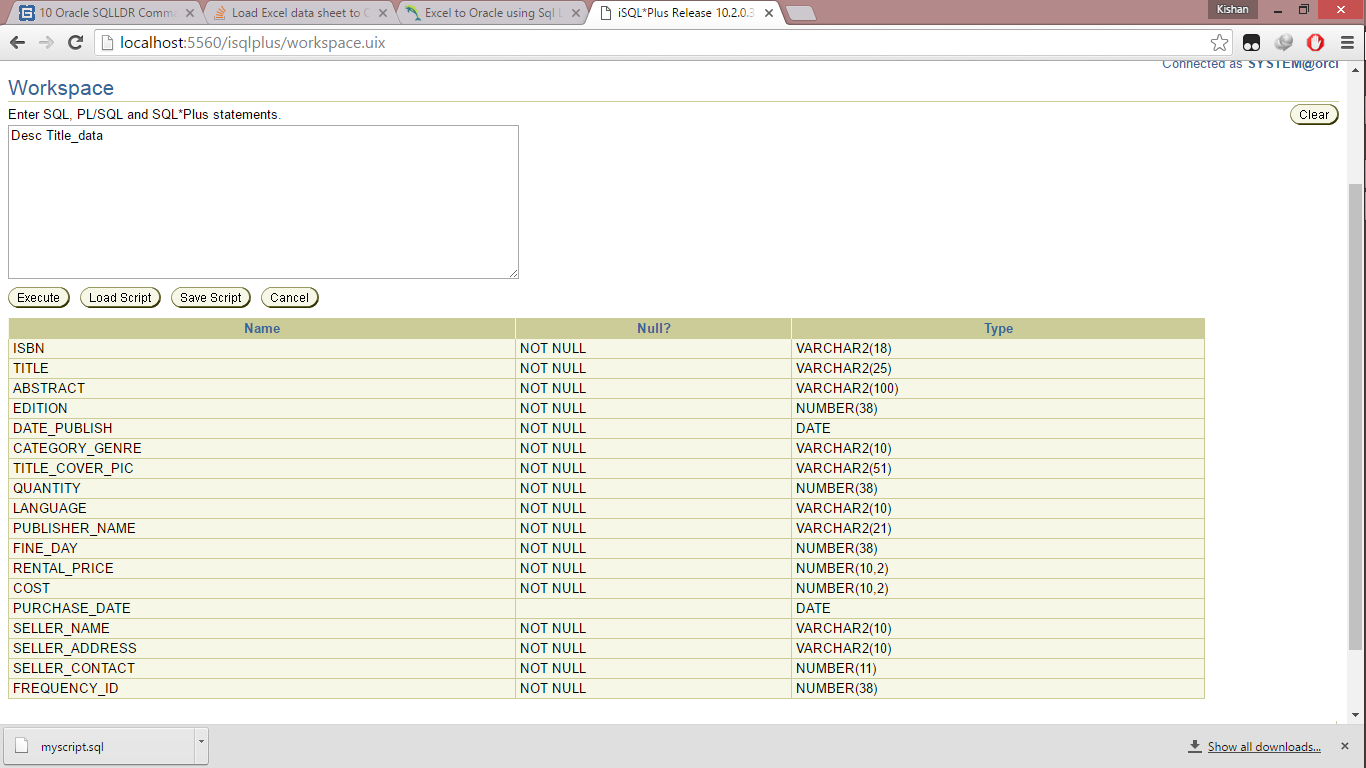 10 Oracle SQLLDR Comma
Load Excel data sheet to O
Excel to Oracle using Sql L
iSQL*Plus Release 10.2.0.3
Kishan
localhost:5560/isqlplus/workspace.uix
Connected as SYSTEM@orcl
Workspace
Enter SQL, PL/SQL and SQL*Plus statements.
Clear
Desc Title_data
Execute Load Script Save Script Cancel
Name Null? Type
ISBN NOT NULL VARCHAR2(18)
TITLE NOT NULL VARCHAR2(25)
ABSTRACT NOT NULL VARCHAR2(100)
EDITION NOT NULL NUMBER(38)
DATE_PUBLISH NOT NULL DATE
CATEGORY_GENRE NOT NULL VARCHAR2(10)
TITLE_COVER_PIC NOT NULL VARCHAR2(51)
QUANTITY NOT NULL NUMBER(38)
LANGUAGE NOT NULL VARCHAR2(10)
PUBLISHER_NAME NOT NULL VARCHAR2(21)
FINE_DAY NOT NULL NUMBER(38)
RENTAL_PRICE NOT NULL NUMBER(10,2)
COST NOT NULL NUMBER(10,2)
PURCHASE_DATE DATE
SELLER_NAME NOT NULL VARCHAR2(10)
SELLER_ADDRESS NOT NULL VARCHAR2(10)
SELLER_CONTACT NOT NULL NUMBER(11)
FREQUENCY_ID NOT NULL NUMBER(38)
myscript.sql
Show all downloads...